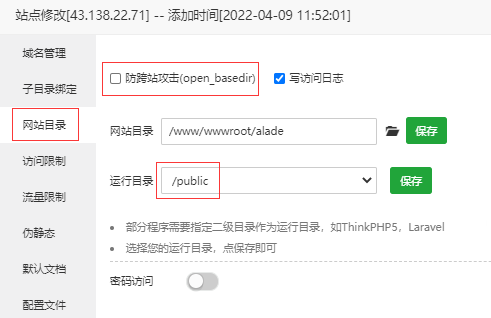 站点修改[43.138.22.71] -- 添加时间[2022-04-09 11:52:01]
域名管理
子目录绑定
网站目录
访问限制
流量限制
伪静态
默认文档
配置文件
防跨站攻击(open_basedir) 写访问日志
网站目录 /www/wwwroot/alade 保存
运行目录 /public 保存
部分程序需要指定二级目录作为运行目录，如ThinkPHP5，Laravel
选择您的运行目录，点保存即可
密码访问